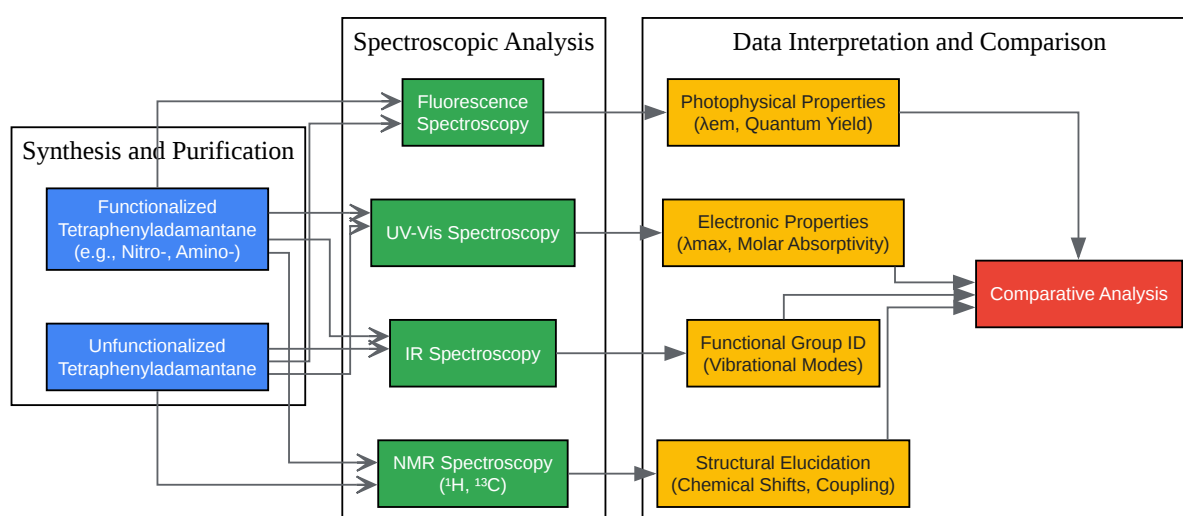 Synthesis and Purification
Functionalized
Tetraphenyladamantane
(e.g., Nitro-, Amino-)
Unfunctionalized
Tetraphenyladamantane
Spectroscopic Analysis
Fluorescence
Spectroscopy
UV-Vis Spectroscopy
IR Spectroscopy
NMR Spectroscopy
(¹H, ¹³C)
Data Interpretation and Comparison
Photophysical Properties
(λem, Quantum Yield)
Electronic Properties
(λmax, Molar Absorptivity)
Functional Group ID
(Vibrational Modes)
Structural Elucidation
(Chemical Shifts, Coupling)
Comparative Analysis